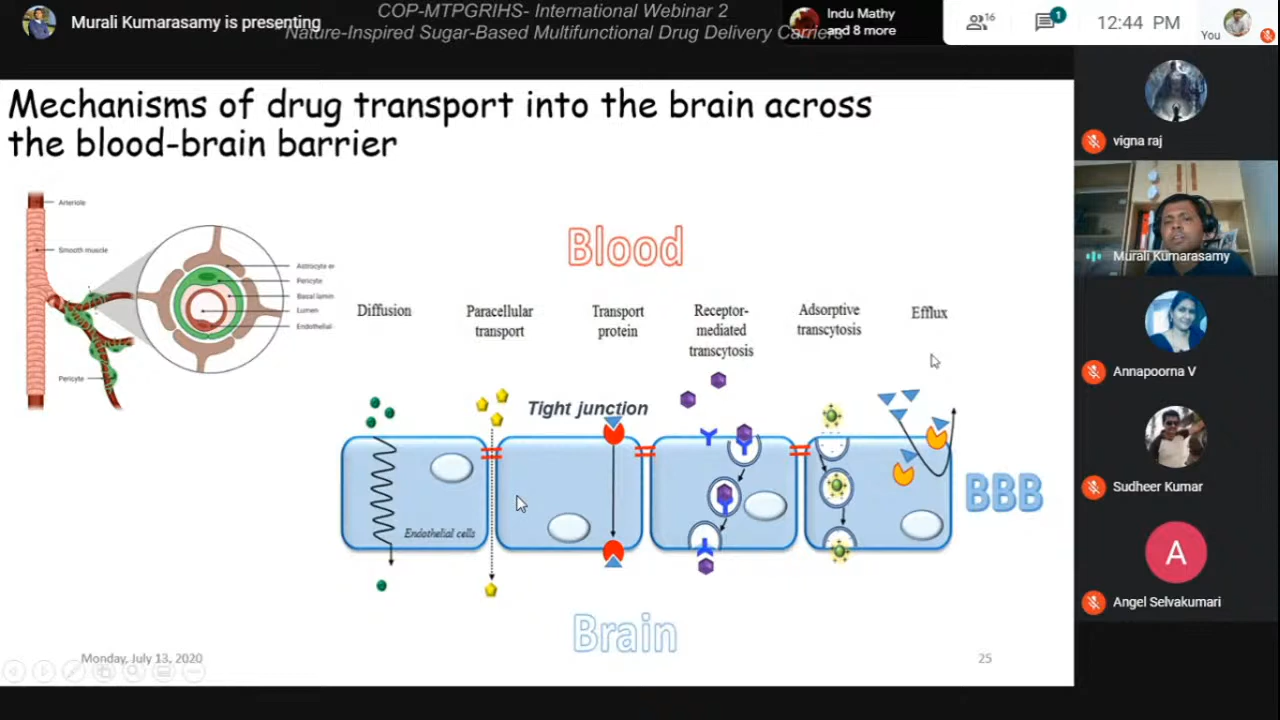 Murali Kumarasamy is presenting
COP-MTPGRIHS- International Webinar 2
Nature-Inspired Sugar-Based Multifunctional Drug Delivery Carriers
Indu Mathy
and 8 more
16
1
12:44 PM
You
Mechanisms of drug transport into the brain across
the blood-brain barrier
Arteriole
Smooth muscle
Pericyte
Astrocyte er
Pericyte
Basal lamin
Lumen
Endothelial
Blood
Diffusion
Paracellular
transport
Transport
protein
Receptor-
mediated
transcytosis
Adsorptive
transcytosis
Efflux
Tight junction
Endothelial cells
BBB
Brain
Monday, July 13, 2020
25
vigna raj
Murali Kumarasamy
Annapoorna V
Sudheer Kumar
A
Angel Selvakumari